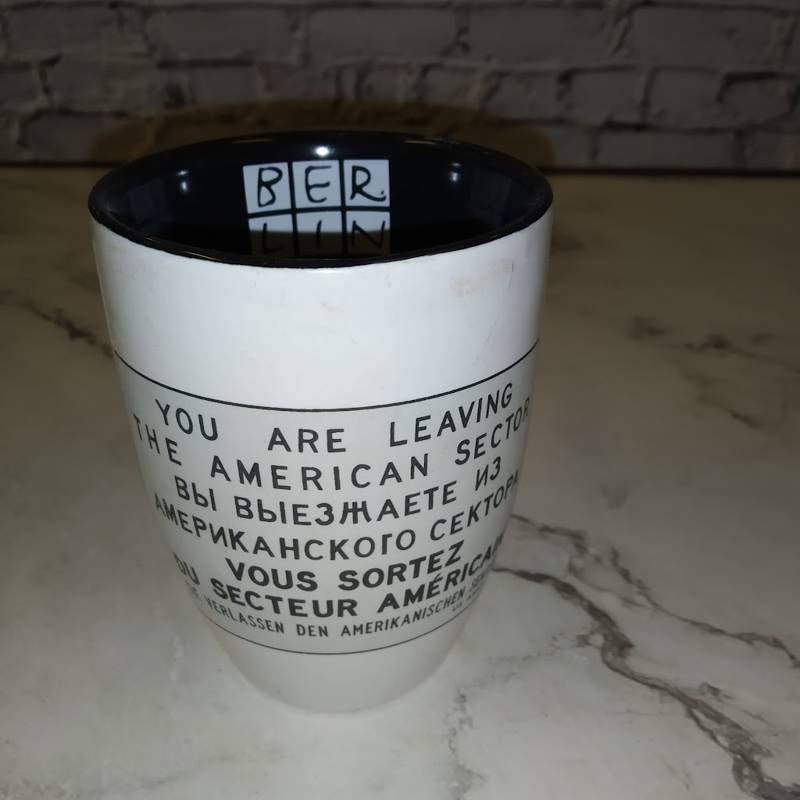 BER
LIN
YOU ARE LEAVING
THE AMERICAN SECTOR
ВЫ ВЫЕЗЖАЕТЕ ИЗ
АМЕРИКАНСКОГО СЕКТОРА
VOUS SORTEZ
DU SECTEUR AMÉRICAIN
VERLASSEN DEN AMERIKANISCHEN